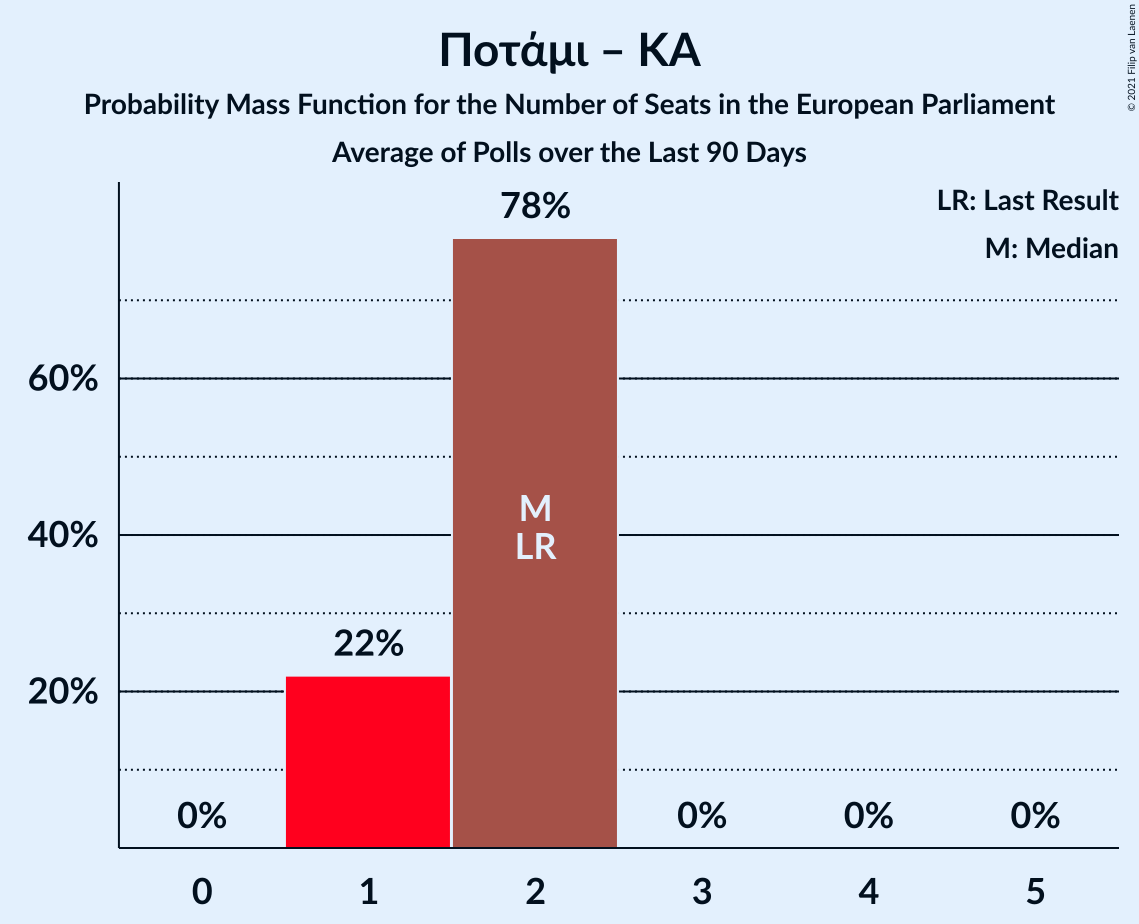 Ποτάμι – ΚΑ
Probability Mass Function for the Number of Seats in the European Parliament
Average of Polls over the Last 90 Days
© 2021 Filip van Laenen
LR: Last Result
M: Median
78%
60%
M
40%
LR
22%
20%
0%
0%
0%
0%
0
1
2
3
4
5